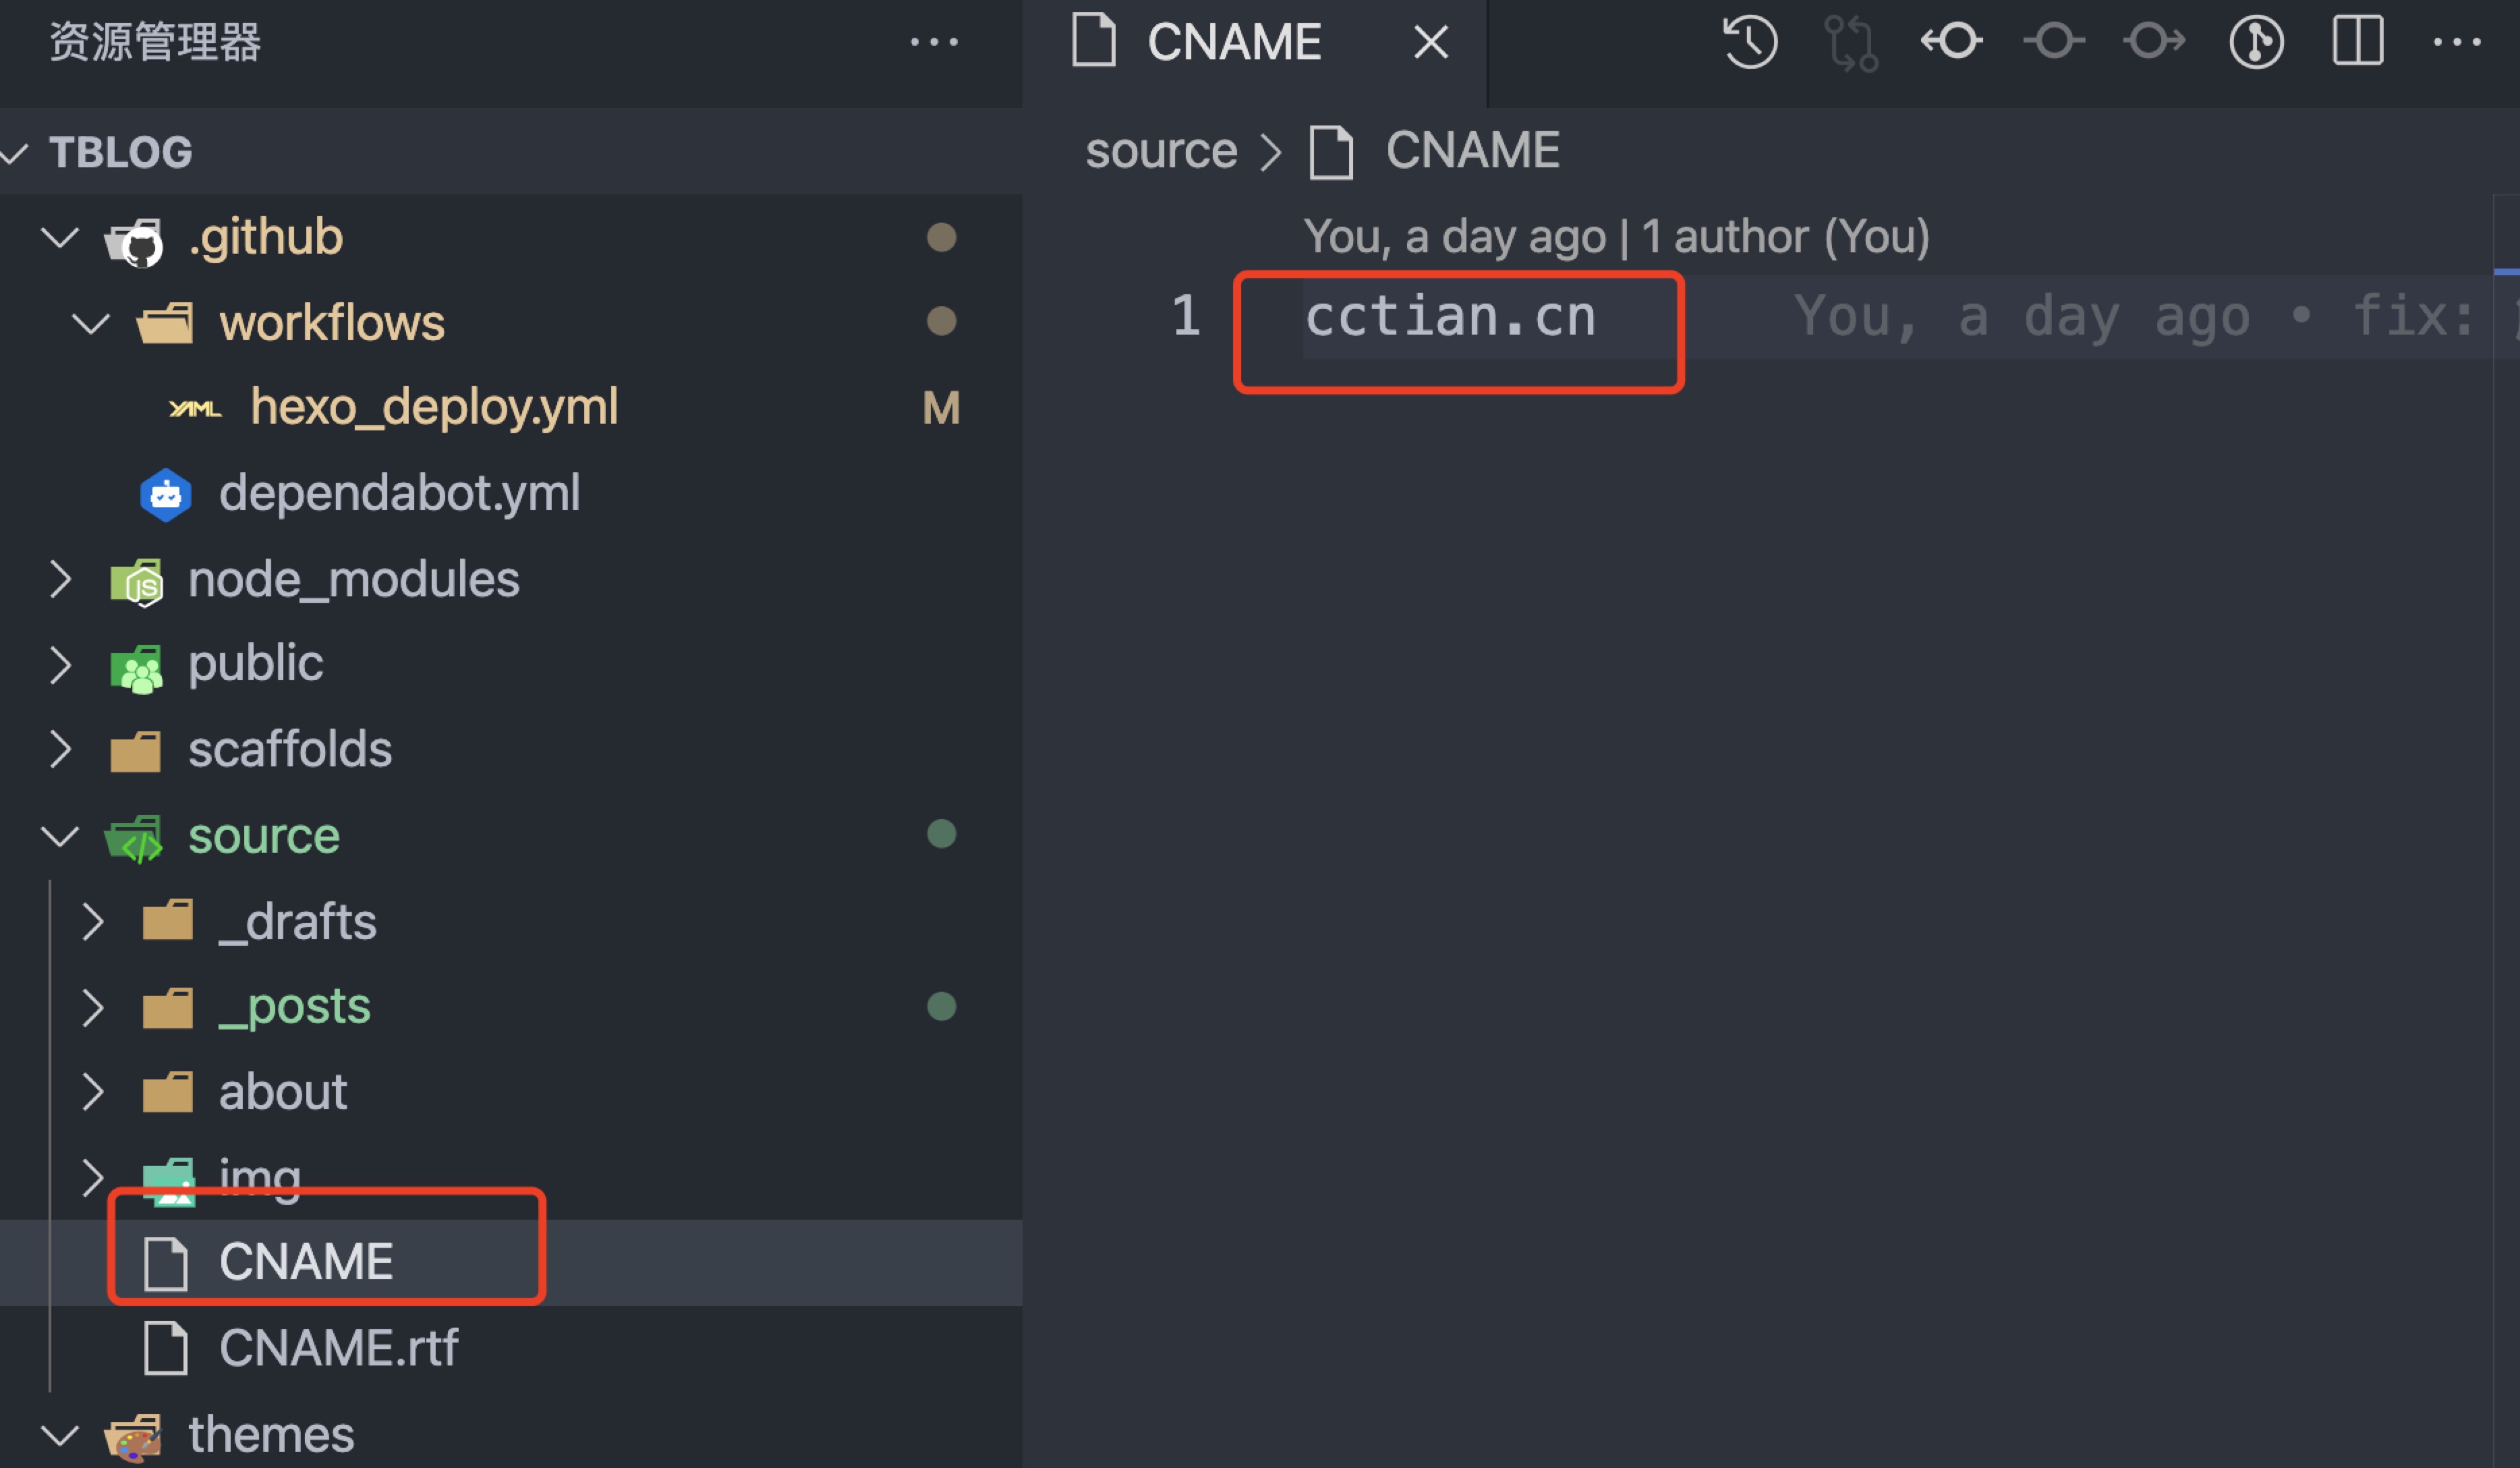 资源管理器
TBLOG
.github
workflows
YAML hexo_deploy.yml M
dependabot.yml
JS node_modules
public
scaffolds
source
_drafts
_posts
about
img
CNAME
CNAME.rtf
themes
CNAME
source > CNAME
You, a day ago | 1 author (You)
1 cctian.cn You, a day ago • fix: